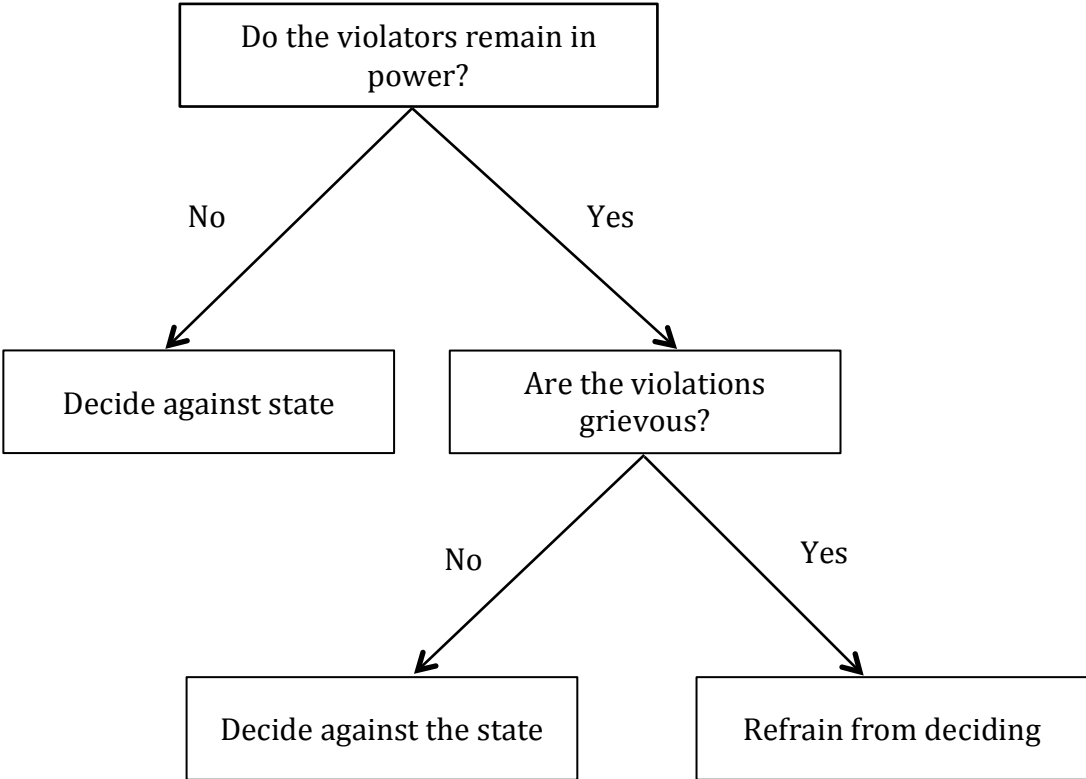 Do the violators remain in
power?
No
Yes
Decide against state
Are the violations
grievous?
No
Yes
Decide against the state
Refrain from deciding